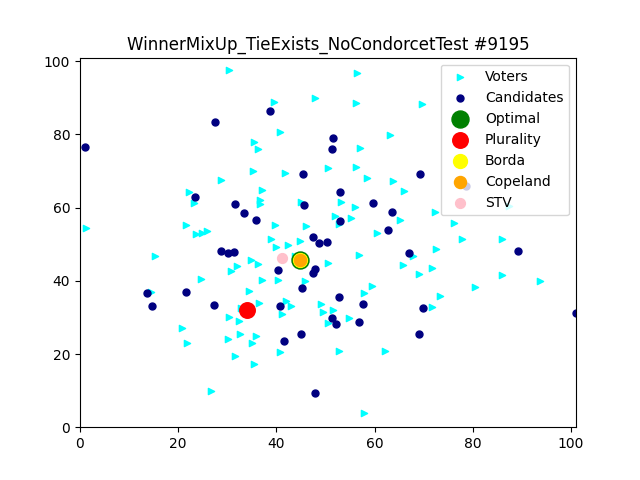 WinnerMixUp_TieExists_NoCondorcetTest #9195
Voters
Candidates
Optimal
Plurality
Borda
Copeland
STV
100
80
60
40
20
0
0 20 40 60 80 100